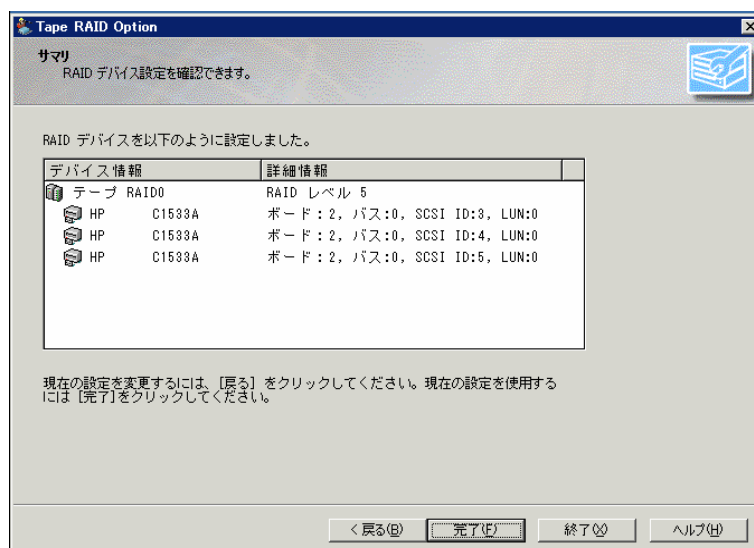 Tape RAID Option
サマリ
RAID デバイス設定を確認できます。
RAID デバイスを以下のように設定しました。
デバイス情報 詳細情報
テープ RAID0 RAID レベル 5
HP C1533A ボード:2, バス:0, SCSI ID:3, LUN:0
HP C1533A ボード:2, バス:0, SCSI ID:4, LUN:0
HP C1533A ボード:2, バス:0, SCSI ID:5, LUN:0
現在の設定を変更するには、[戻る] をクリックしてください。現在の設定を使用する
には [完了]をクリックしてください。
< 戻る(B) 完了(F) 終了(X) ヘルプ(H)